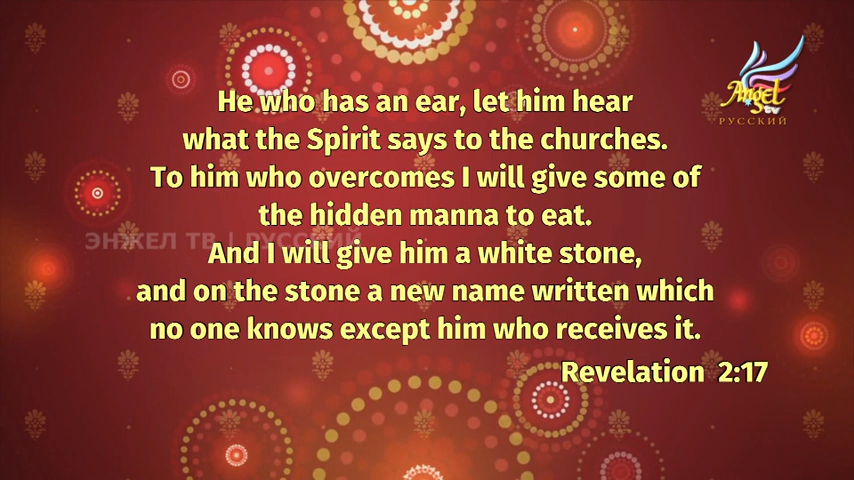 He who has an ear, let him hear
what the Spirit says to the churches.
To him who overcomes I will give some of
the hidden manna to eat.
And I will give him a white stone,
and on the stone a new name written which
no one knows except him who receives it.
Revelation 2:17
Angel
TV
РУССКИЙ
ЭНЖЕЛ ТВ | РУССКИЙ